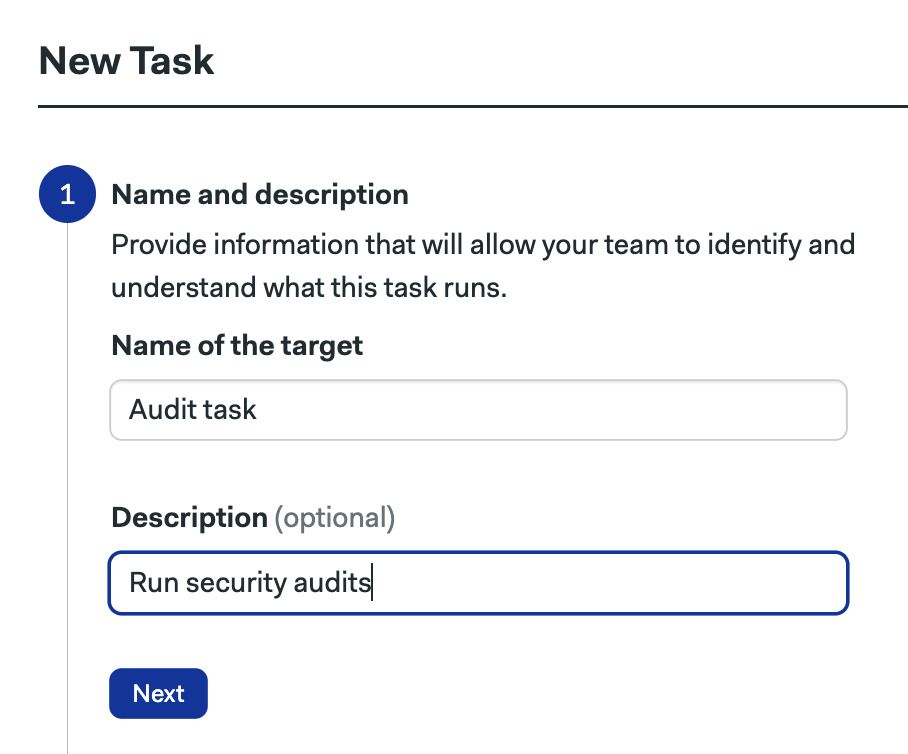 New Task
1
Name and description
Provide information that will allow your team to identify and
understand what this task runs.
Name of the target
Audit task
Description (optional)
Run security audits
Next